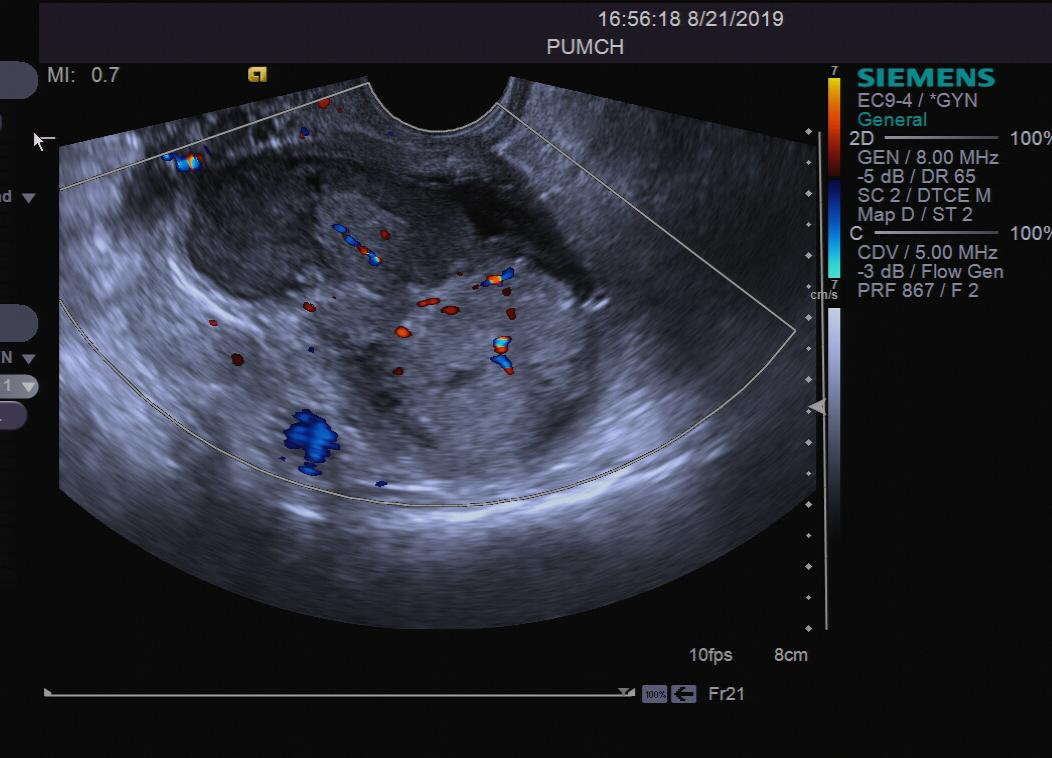 16:56:18 8/21/2019
PUMCH
MI: 0.7
7
SIEMENS
EC9-4 / *GYN
General
2D 100%
GEN / 8.00 MHz
-5 dB / DR 65
SC 2 / DTCE M
Map D / ST 2
C 100%
CDV / 5.00 MHz
-3 dB / Flow Gen
PRF 867 / F 2
7
cm/s
nd
N
1
10fps 8cm
100% Fr21